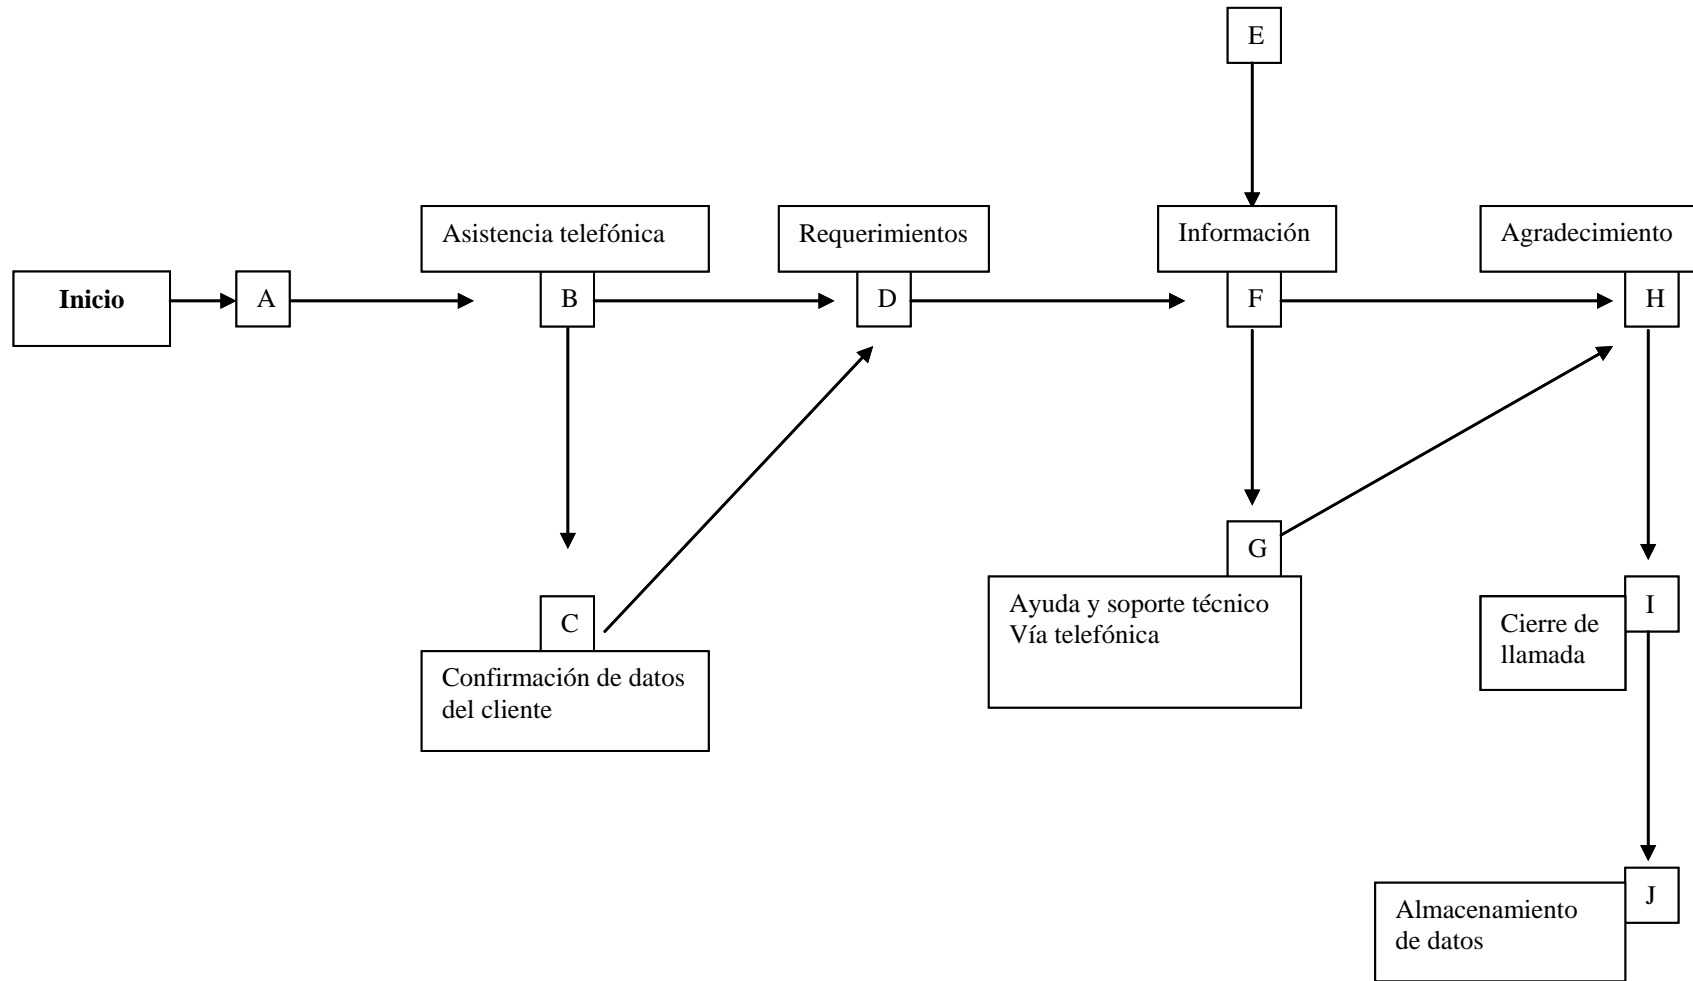 E
Asistencia telefónica
Requerimientos
Información
Agradecimiento
Inicio
A
B
D
F
H
G
Ayuda y soporte técnico
Vía telefónica
C
Confirmación de datos
del cliente
I
Cierre de
llamada
J
Almacenamiento
de datos